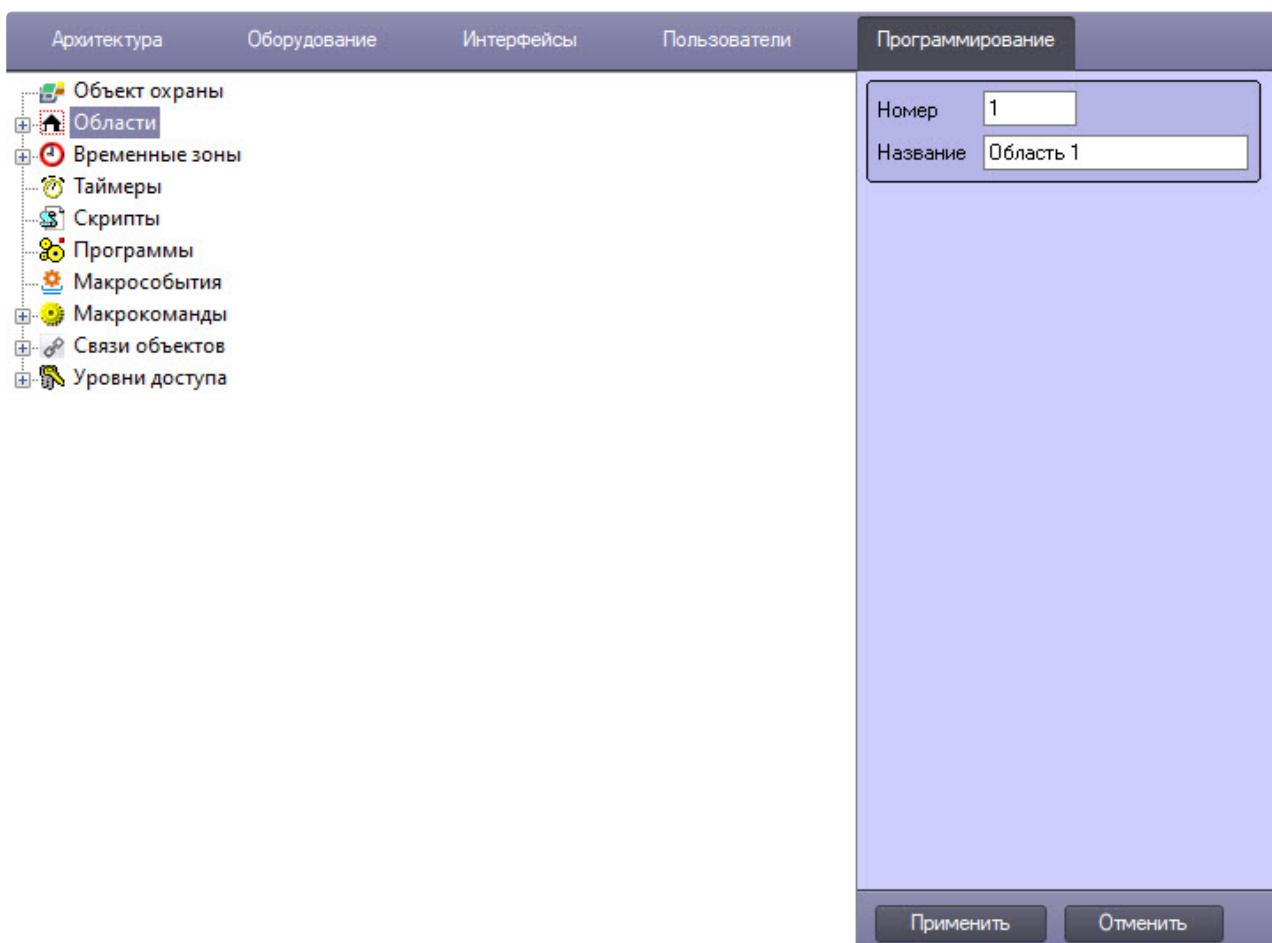 Архитектура Оборудование Интерфейсы Пользователи Программирование
Объект охраны
Области
Временные зоны
Таймеры
Скрипты
Программы
Макрособытия
Макрокоманды
Связи объектов
Уровни доступа
Номер 1
Название Область 1
Применить Отменить